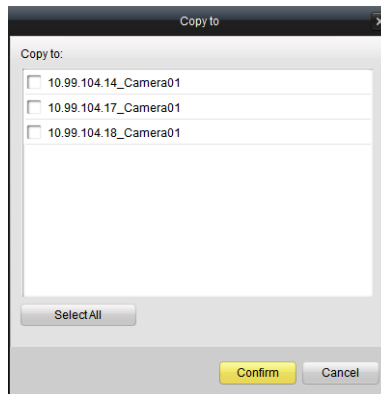 Copy to
Copy to:
10.99.104.14_Camera01
10.99.104.17_Camera01
10.99.104.18_Camera01
Select All
Confirm Cancel